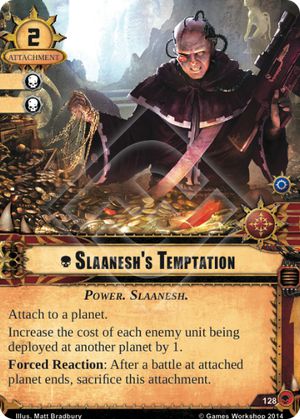 2
ATTACHMENT
SLAANESH'S TEMPTATION
POWER. SLAANESH.
Attach to a planet.
Increase the cost of each enemy unit being
deployed at another planet by 1.
Forced Reaction: After a battle at attached
planet ends, sacrifice this attachment.
128
Illus. Matt Bradbury
© Games Workshop 2014